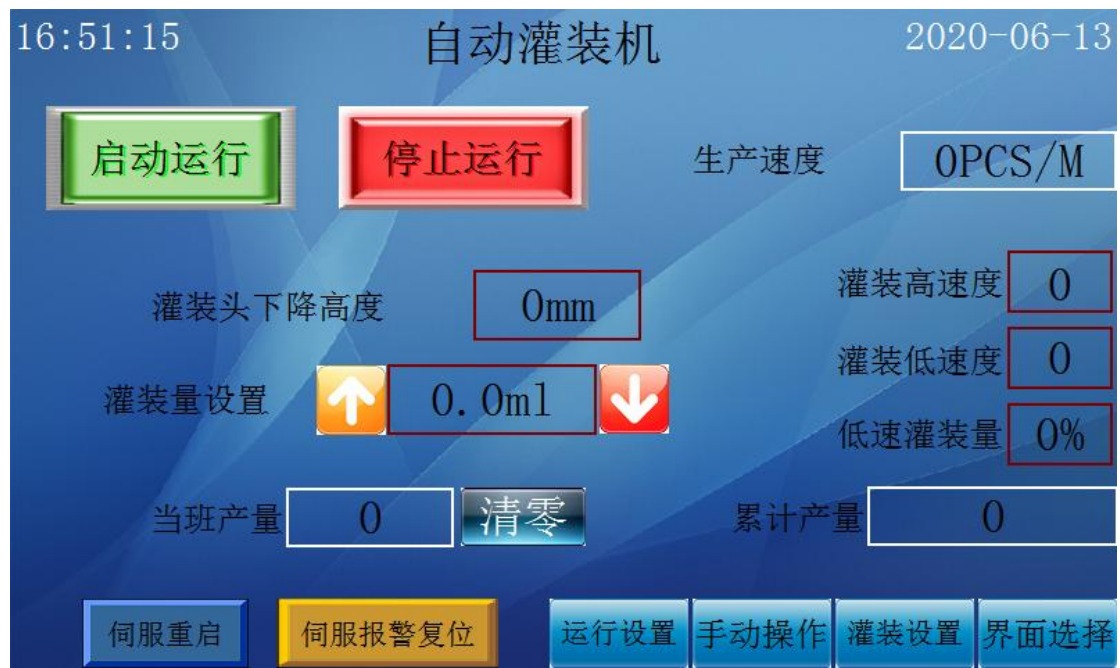 16:51:15 自动灌装机 2020-06-13
启动运行 停止运行 生产速度 0PCS/M
灌装头下降高度 0mm 灌装高速度 0
灌装低速度 0
灌装量设置 0.0ml
低速灌装量 0%
当班产量 0 清零 累计产量 0
伺服重启 伺服报警复位 运行设置 手动操作 灌装设置 界面选择